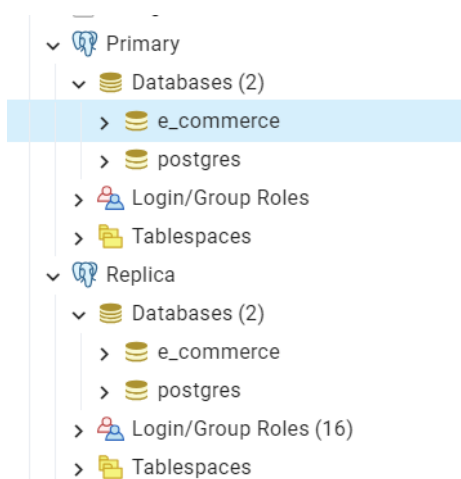 Primary
Databases (2)
e_commerce
postgres
Login/Group Roles
Tablespaces
Replica
Databases (2)
e_commerce
postgres
Login/Group Roles (16)
Tablespaces